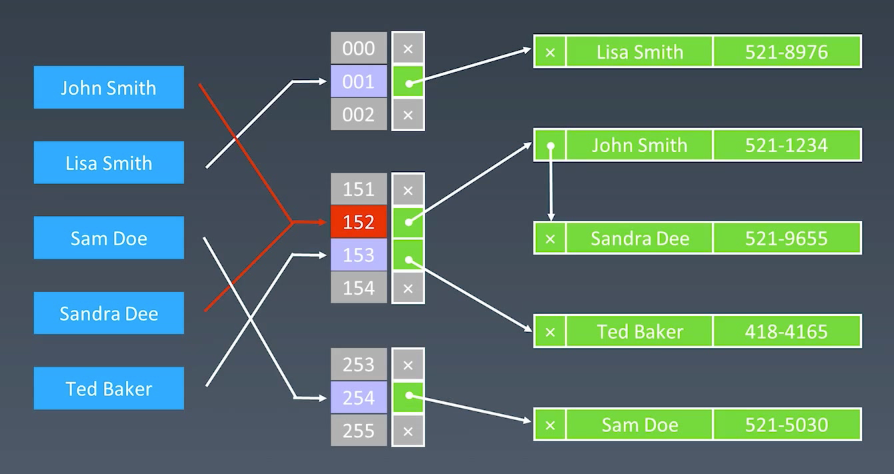 John Smith
Lisa Smith
Sam Doe
Sandra Dee
Ted Baker
000 ×
001
002 ×
151 ×
152
153
154 ×
253 ×
254
255 ×
× Lisa Smith 521-8976
John Smith 521-1234
× Sandra Dee 521-9655
× Ted Baker 418-4165
× Sam Doe 521-5030